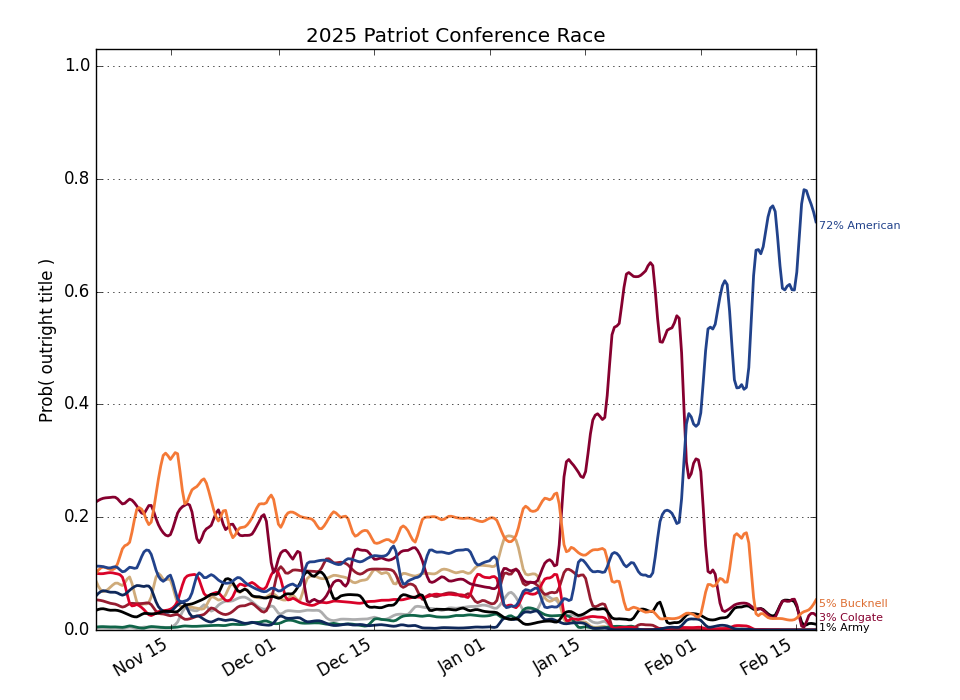 2025 Patriot Conference Race
Prob( outright title )
1.0
0.8
0.6
0.4
0.2
0.0
72% American
5% Bucknell
3% Colgate
1% Army
Nov 15
Dec 01
Dec 15
Jan 01
Jan 15
Feb 01
Feb 15